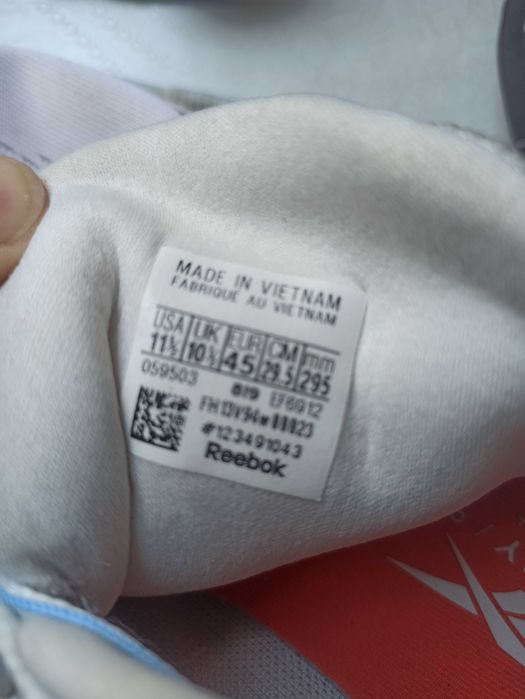 MADE IN VIETNAM
FABRIQUÉ AU VIETNAM
USA UK EUR CM mm
11½ 10½ 45 29.5 295
059503 819 EF6912
#123491043
Reebok